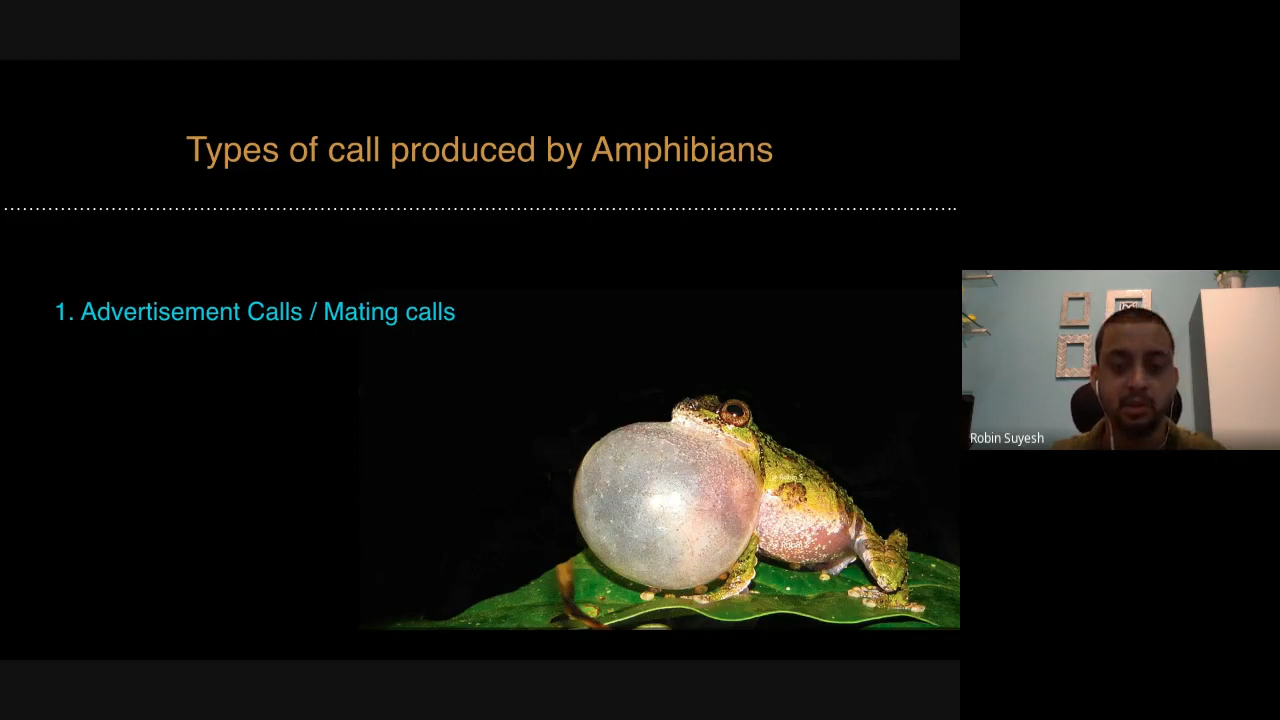 Types of call produced by Amphibians
1. Advertisement Calls / Mating calls
Robin Suyesh